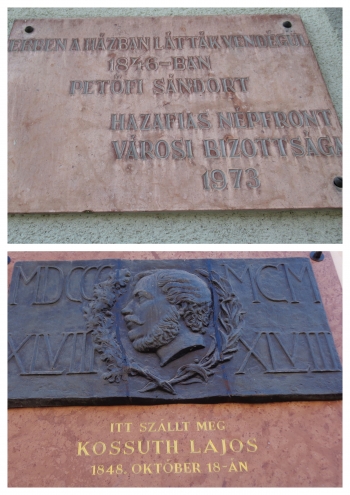 EBBEN A HÁZBAN LÁTTÁK VENDÉGÜL
1846-BAN
PETŐFI SÁNDORT
HAZAFIAS NÉPFRONT
VÁROSI BIZOTTSÁGA
1973
MDCCC MCM
XLVIII XLVIII
ITT SZÁLLT MEG
KOSSUTH LAJOS
1848. OKTÓBER 18-ÁN